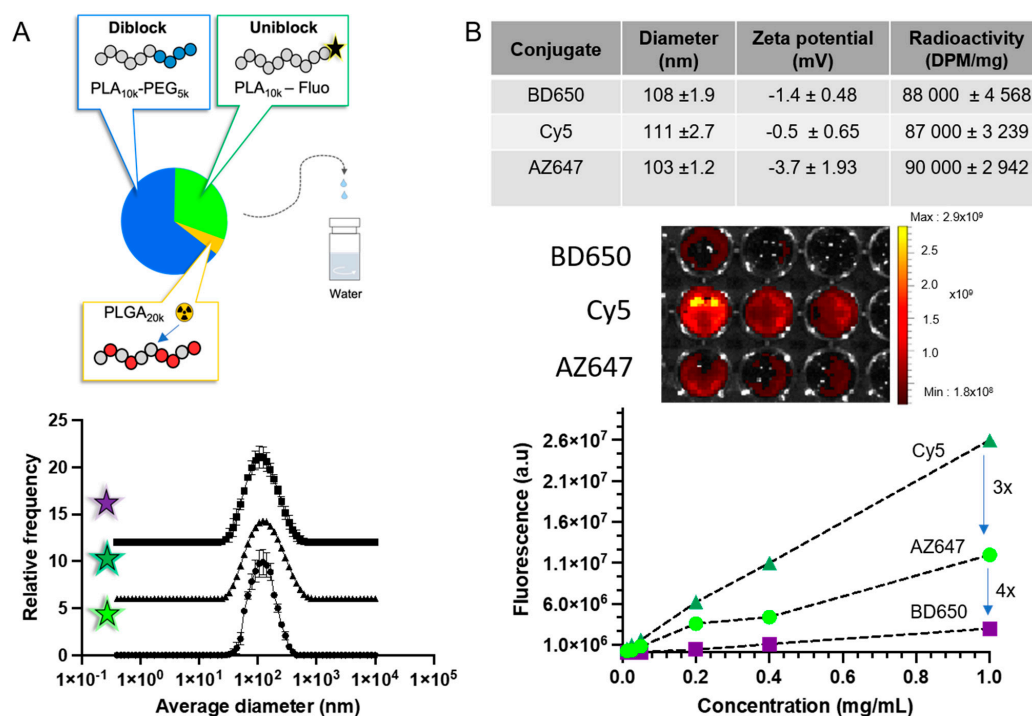 A
Diblock
PLA10k-PEG5k
Uniblock
PLA10k – Fluo
PLGA20k
Water
25
20
15
10
5
0
Relative frequency
1×10-1 1×100 1×101 1×102 1×103 1×104 1×105
Average diameter (nm)
B
Conjugate Diameter (nm) Zeta potential (mV) Radioactivity (DPM/mg)
BD650 108 ±1.9 -1.4 ± 0.48 88 000 ± 4 568
Cy5 111 ±2.7 -0.5 ± 0.65 87 000 ± 3 239
AZ647 103 ±1.2 -3.7 ± 1.93 90 000 ± 2 942
BD650
Cy5
AZ647
Max : 2.9x10⁹
2.5
2.0
x10⁹
1.5
1.0
Min : 1.8x10⁸
2.6×10⁷
2.1×10⁷
1.6×10⁷
1.1×10⁷
6.0×10⁶
1.0×10⁶
Fluorescence (a.u)
Cy5
3x
AZ647
4x
BD650
0.0 0.2 0.4 0.6 0.8 1.0
Concentration (mg/mL)